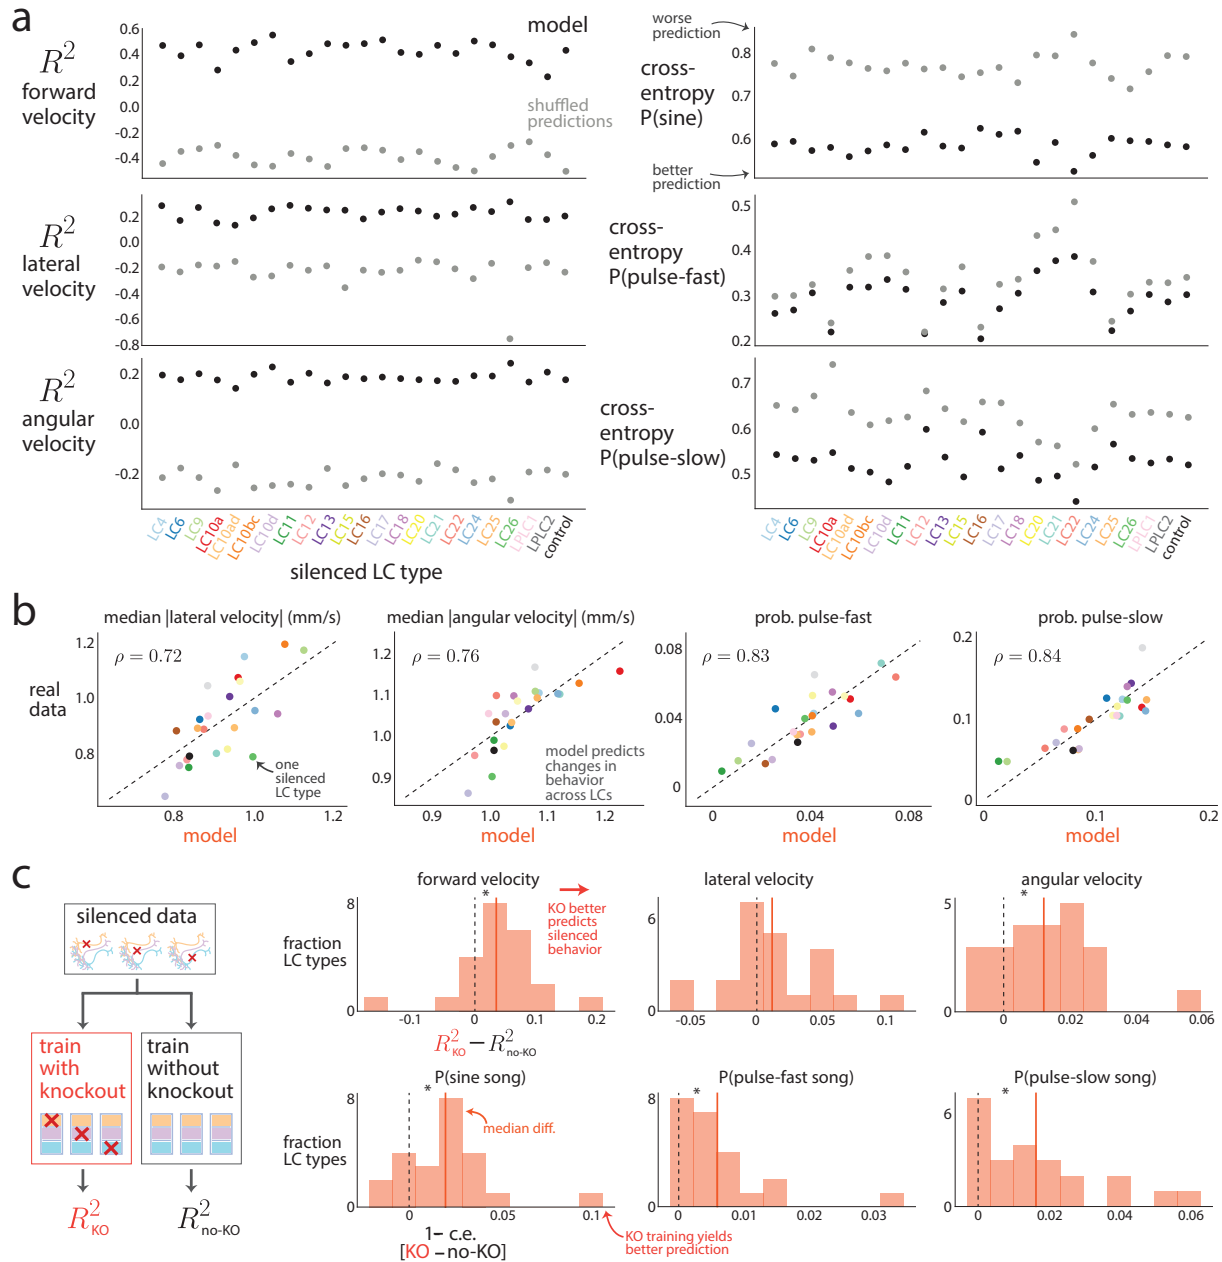 a
R²
forward
velocity
0.6
0.4
0.2
0.0
-0.2
-0.4
model
shuffled
predictions
R²
lateral
velocity
0.2
0.0
-0.2
-0.4
-0.6
-0.8
R²
angular
velocity
0.2
0.0
-0.2
LC4
LC6
LC9
LC10a
LC10ad
LC10bc
LC10d
LC11
LC12
LC13
LC15
LC16
LC17
LC18
LC20
LC21
LC22
LC24
LC25
LC26
LPLC1
LPLC2
control
silenced LC type
worse
prediction
cross-
entropy
P(sine)
0.8
0.7
0.6
better
prediction
cross-
entropy
P(pulse-fast)
0.5
0.4
0.3
0.2
cross-
entropy
P(pulse-slow)
0.7
0.6
0.5
LC4
LC6
LC9
LC10a
LC10ad
LC10bc
LC10d
LC11
LC12
LC13
LC15
LC16
LC17
LC18
LC20
LC21
LC22
LC24
LC25
LC26
LPLC1
LPLC2
control
b
median |lateral velocity| (mm/s)
real
data
1.2
1.0
0.8
ρ = 0.72
one
silenced
LC type
0.8
1.0
1.2
model
median |angular velocity| (mm/s)
1.2
1.1
1.0
0.9
ρ = 0.76
model predicts
changes in
behavior
across LCs
0.9
1.0
1.1
1.2
model
prob. pulse-fast
0.08
0.04
0
ρ = 0.83
0
0.04
0.08
model
prob. pulse-slow
0.2
0.1
0
ρ = 0.84
0
0.1
0.2
model
c
silenced data
train
with
knockout
train
without
knockout
R²KO
R²no-KO
forward velocity
fraction
LC types
8
0
*
KO better
predicts
silenced
behavior
-0.1
0
0.1
0.2
R²KO – R²no-KO
lateral velocity
6
0
-0.05
0
0.05
0.1
angular velocity
5
0
*
0
0.02
0.04
0.06
P(sine song)
fraction
LC types
8
0
*
median diff.
0
0.05
0.1
1– c.e.
[KO – no-KO]
KO training yields
better prediction
P(pulse-fast song)
8
0
*
0
0.01
0.02
0.03
P(pulse-slow song)
7
0
*
0
0.02
0.04
0.06